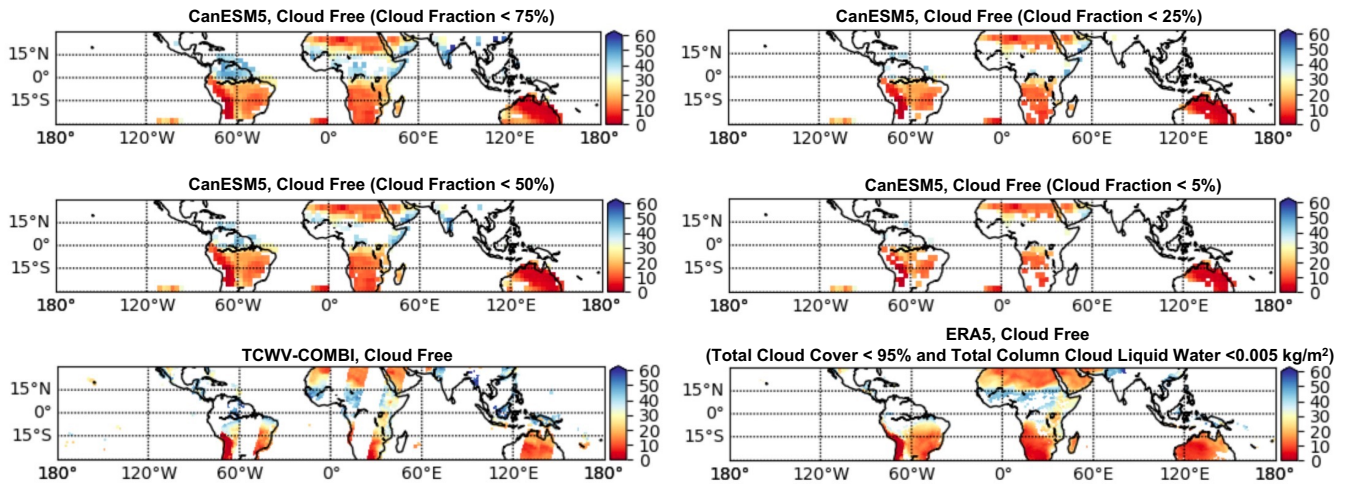 CanESM5, Cloud Free (Cloud Fraction < 75%)
15°N
0°
15°S
180°
120°W
60°W
0°
60°E
120°E
180°
60
50
40
30
20
10
0
CanESM5, Cloud Free (Cloud Fraction < 25%)
15°N
0°
15°S
180°
120°W
60°W
0°
60°E
120°E
180°
60
50
40
30
20
10
0
CanESM5, Cloud Free (Cloud Fraction < 50%)
15°N
0°
15°S
180°
120°W
60°W
0°
60°E
120°E
180°
60
50
40
30
20
10
0
CanESM5, Cloud Free (Cloud Fraction < 5%)
15°N
0°
15°S
180°
120°W
60°W
0°
60°E
120°E
180°
60
50
40
30
20
10
0
TCWV-COMBI, Cloud Free
15°N
0°
15°S
180°
120°W
60°W
0°
60°E
120°E
180°
60
50
40
30
20
10
0
ERA5, Cloud Free
(Total Cloud Cover < 95% and Total Column Cloud Liquid Water <0.005 kg/m²)
15°N
0°
15°S
180°
120°W
60°W
0°
60°E
120°E
180°
60
50
40
30
20
10
0